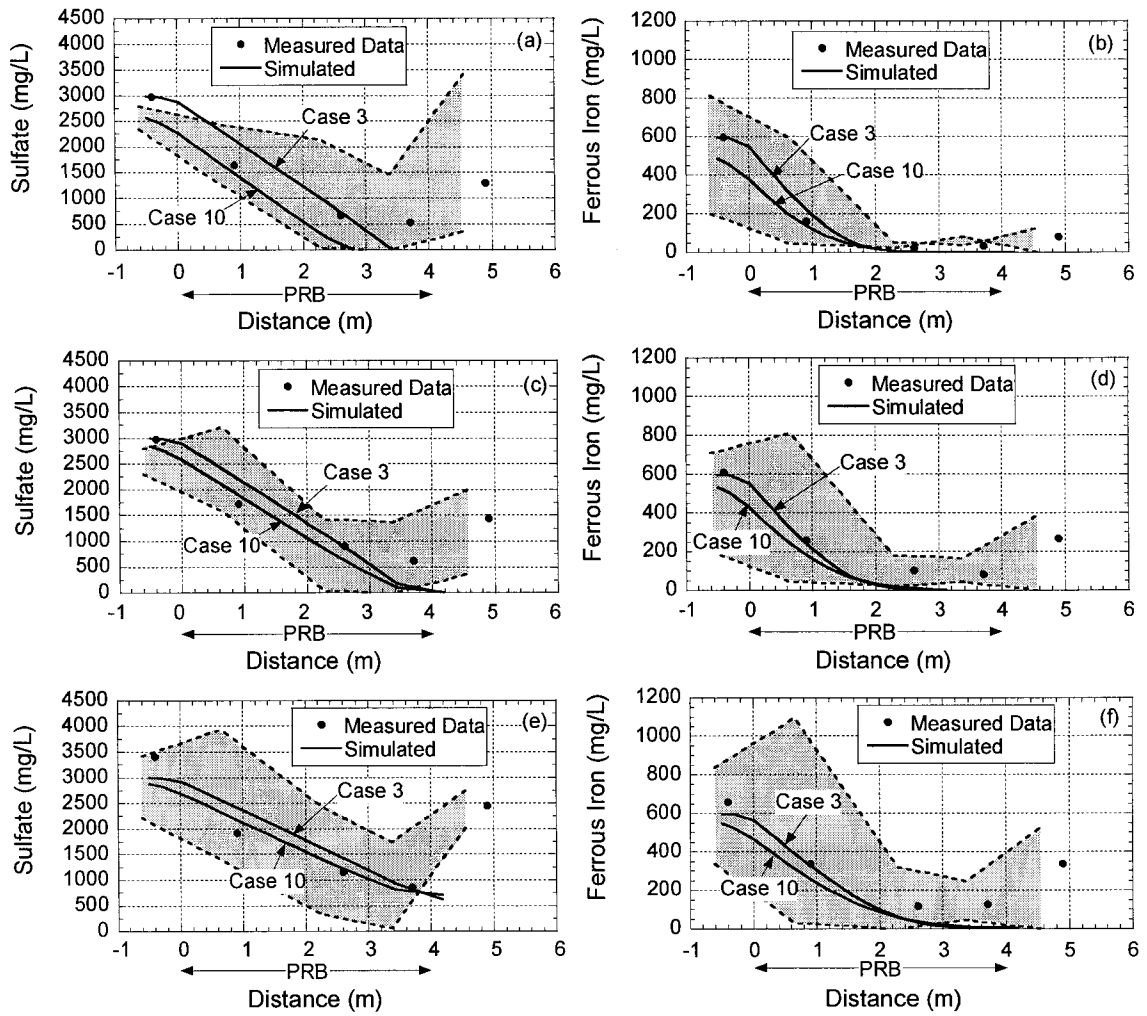 4500
4000
3500
3000
2500
2000
1500
1000
500
0
Sulfate (mg/L)
(a)
Measured Data
Simulated
Case 3
Case 10
-1 0 1 2 3 4 5 6
PRB
Distance (m)
1200
1000
800
600
400
200
0
Ferrous Iron (mg/L)
(b)
Measured Data
Simulated
Case 3
Case 10
-1 0 1 2 3 4 5 6
PRB
Distance (m)
4500
4000
3500
3000
2500
2000
1500
1000
500
0
Sulfate (mg/L)
(c)
Measured Data
Simulated
Case 3
Case 10
-1 0 1 2 3 4 5 6
PRB
Distance (m)
1200
1000
800
600
400
200
0
Ferrous Iron (mg/L)
(d)
Measured Data
Simulated
Case 3
Case 10
-1 0 1 2 3 4 5 6
PRB
Distance (m)
4500
4000
3500
3000
2500
2000
1500
1000
500
0
Sulfate (mg/L)
(e)
Measured Data
Simulated
Case 3
Case 10
-1 0 1 2 3 4 5 6
PRB
Distance (m)
1200
1000
800
600
400
200
0
Ferrous Iron (mg/L)
(f)
Measured Data
Simulated
Case 3
Case 10
-1 0 1 2 3 4 5 6
PRB
Distance (m)